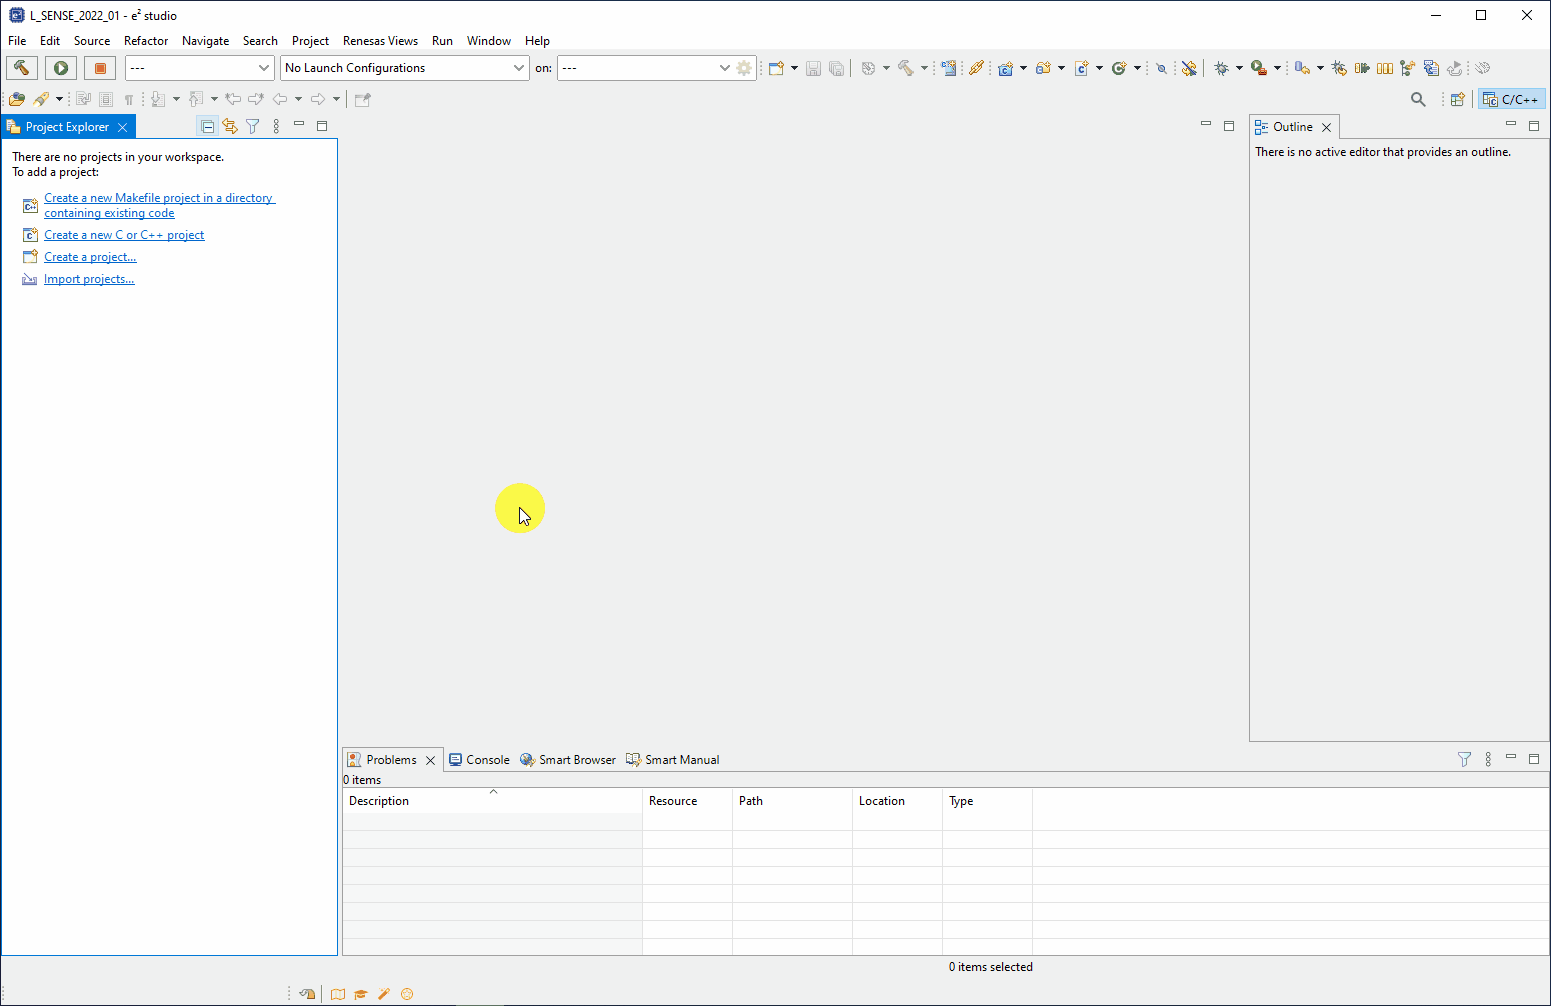 L_SENSE_2022_01 - e² studio
File Edit Source Refactor Navigate Search Project Renesas Views Run Window Help
--- No Launch Configurations on: ---
C/C++
Project Explorer
There are no projects in your workspace.
To add a project:
Create a new Makefile project in a directory
containing existing code
Create a new C or C++ project
Create a project...
Import projects...
Outline
There is no active editor that provides an outline.
Problems Console Smart Browser Smart Manual
0 items
Description Resource Path Location Type
0 items selected